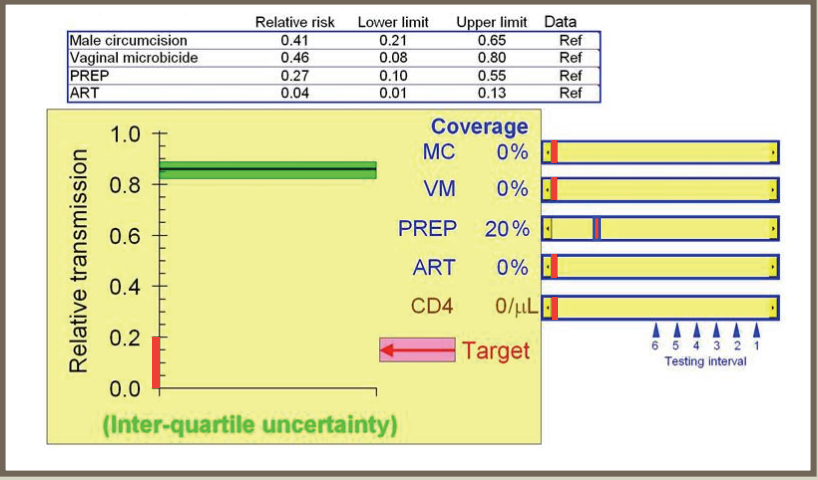 Relative risk Lower limit Upper limit Data
Male circumcision 0.41 0.21 0.65 Ref
Vaginal microbicide 0.46 0.08 0.80 Ref
PREP 0.27 0.10 0.55 Ref
ART 0.04 0.01 0.13 Ref
Relative transmission
1.0
0.8
0.6
0.4
0.2
0.0
(Inter-quartile uncertainty)
Coverage
MC 0%
VM 0%
PREP 20%
ART 0%
CD4 0/µL
Target
6 5 4 3 2 1
Testing interval